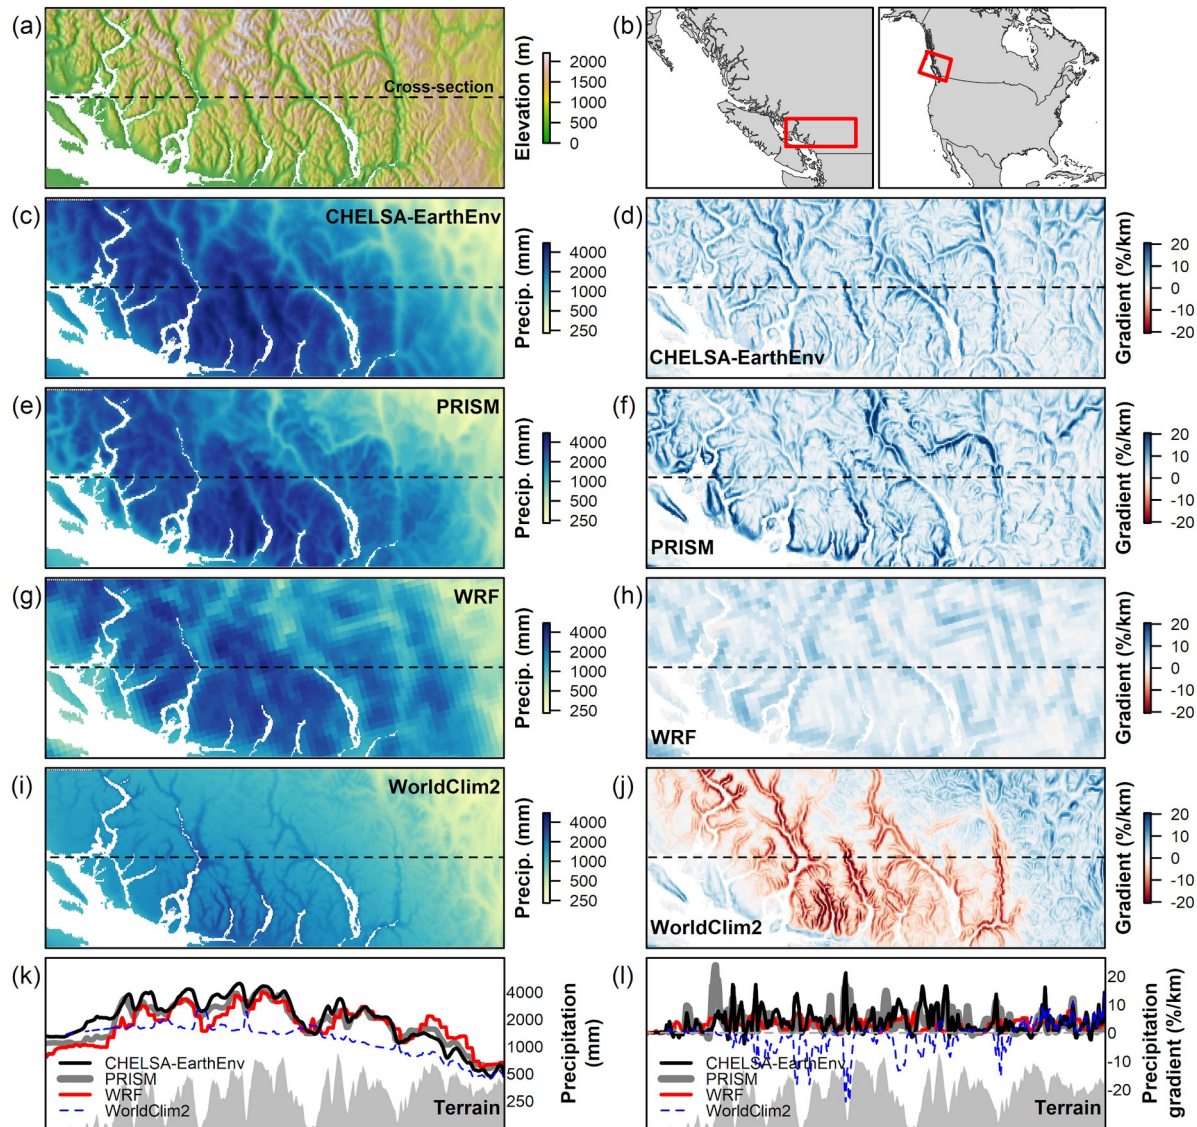 (a)
Cross-section
Elevation (m)
2000
1500
1000
500
0
(b)
(c)
CHELSA-EarthEnv
Precip. (mm)
4000
2000
1000
500
250
(d)
CHELSA-EarthEnv
Gradient (%/km)
20
10
0
-10
-20
(e)
PRISM
Precip. (mm)
4000
2000
1000
500
250
(f)
PRISM
Gradient (%/km)
20
10
0
-10
-20
(g)
WRF
Precip. (mm)
4000
2000
1000
500
250
(h)
WRF
Gradient (%/km)
20
10
0
-10
-20
(i)
WorldClim2
Precip. (mm)
4000
2000
1000
500
250
(j)
WorldClim2
Gradient (%/km)
20
10
0
-10
-20
(k)
CHELSA-EarthEnv
PRISM
WRF
WorldClim2
Terrain
4000
2000
1000
500
250
Precipitation
(mm)
(l)
CHELSA-EarthEnv
PRISM
WRF
WorldClim2
Terrain
20
10
0
-10
-20
Precipitation
gradient (%/km)